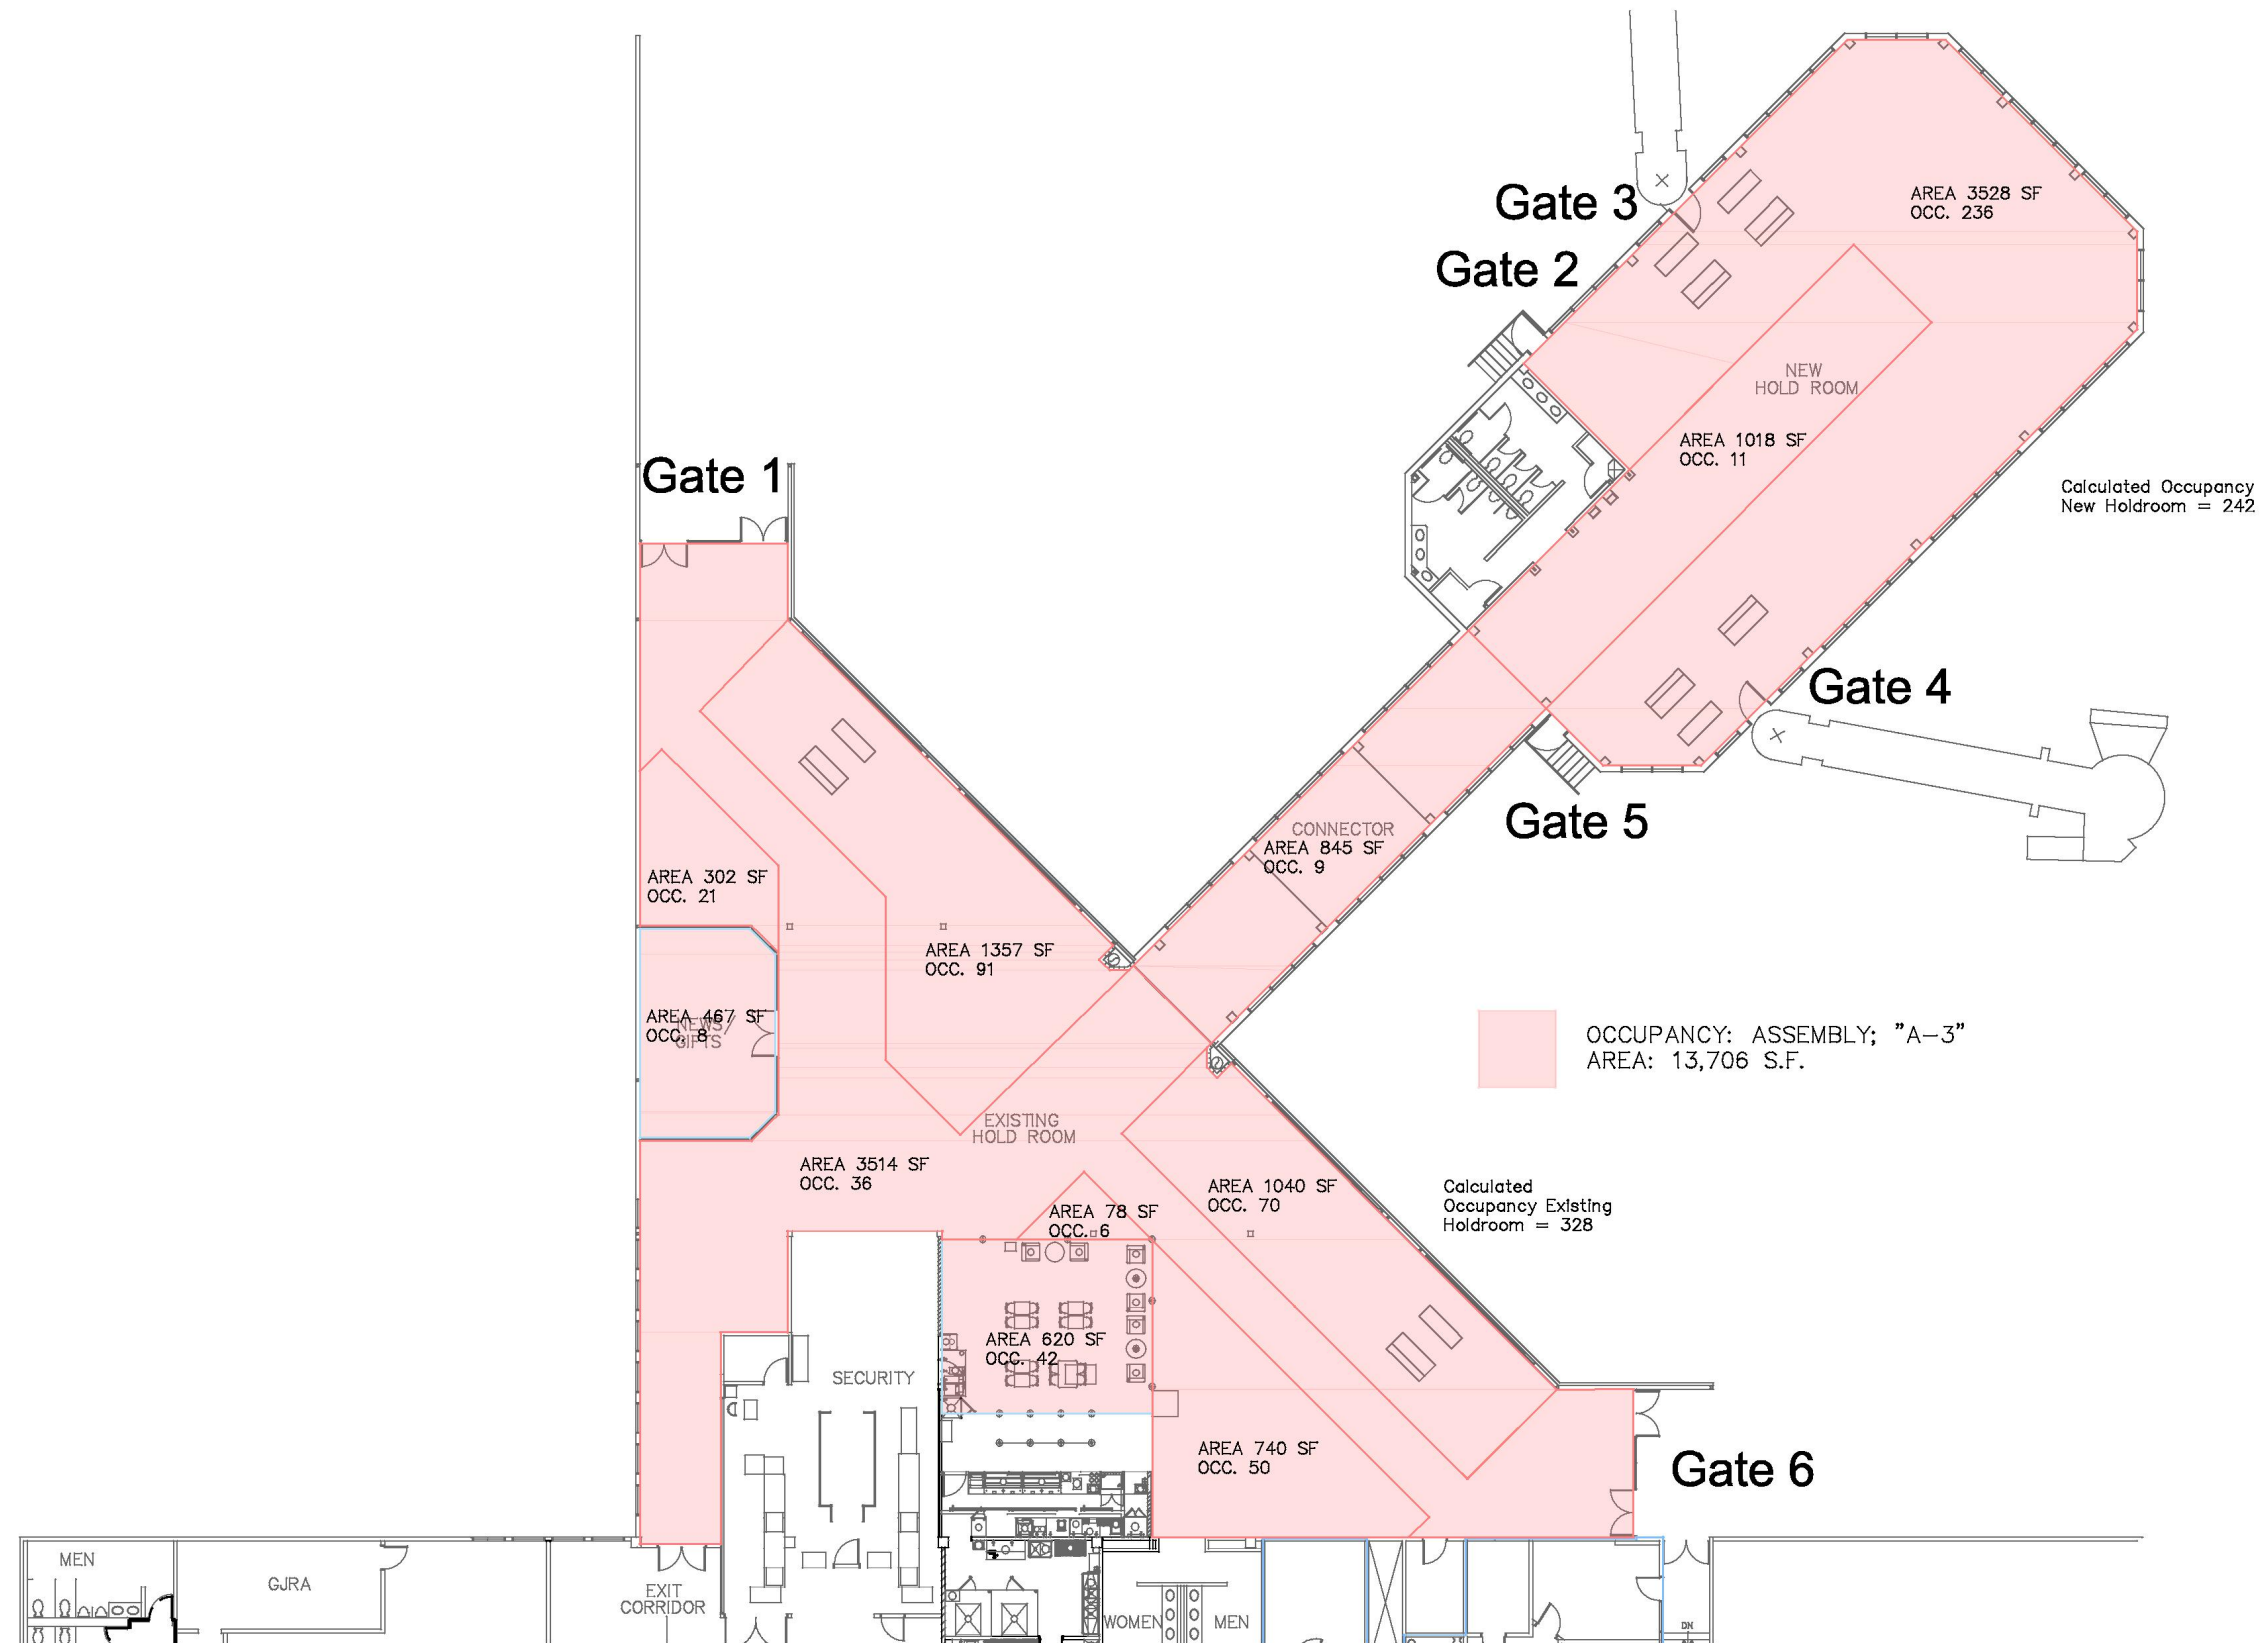 Gate 3
AREA 3528 SF
OCC. 236
Gate 2
NEW
HOLD ROOM
AREA 1018 SF
OCC. 11
Gate 1
Calculated Occupancy
New Holdroom = 242
Gate 4
Gate 5
CONNECTOR
AREA 845 SF
OCC. 9
AREA 302 SF
OCC. 21
AREA 1357 SF
OCC. 91
AREA 467 SF
OCC. 8
NEWS/
GIFTS
OCCUPANCY: ASSEMBLY; "A-3"
AREA: 13,706 S.F.
EXISTING
HOLD ROOM
AREA 3514 SF
OCC. 36
AREA 1040 SF
OCC. 70
Calculated
Occupancy Existing
Holdroom = 328
AREA 78 SF
OCC. 6
AREA 620 SF
OCC. 42
SECURITY
AREA 740 SF
OCC. 50
Gate 6
MEN
GJRA
EXIT
CORRIDOR
WOMEN
MEN
DN